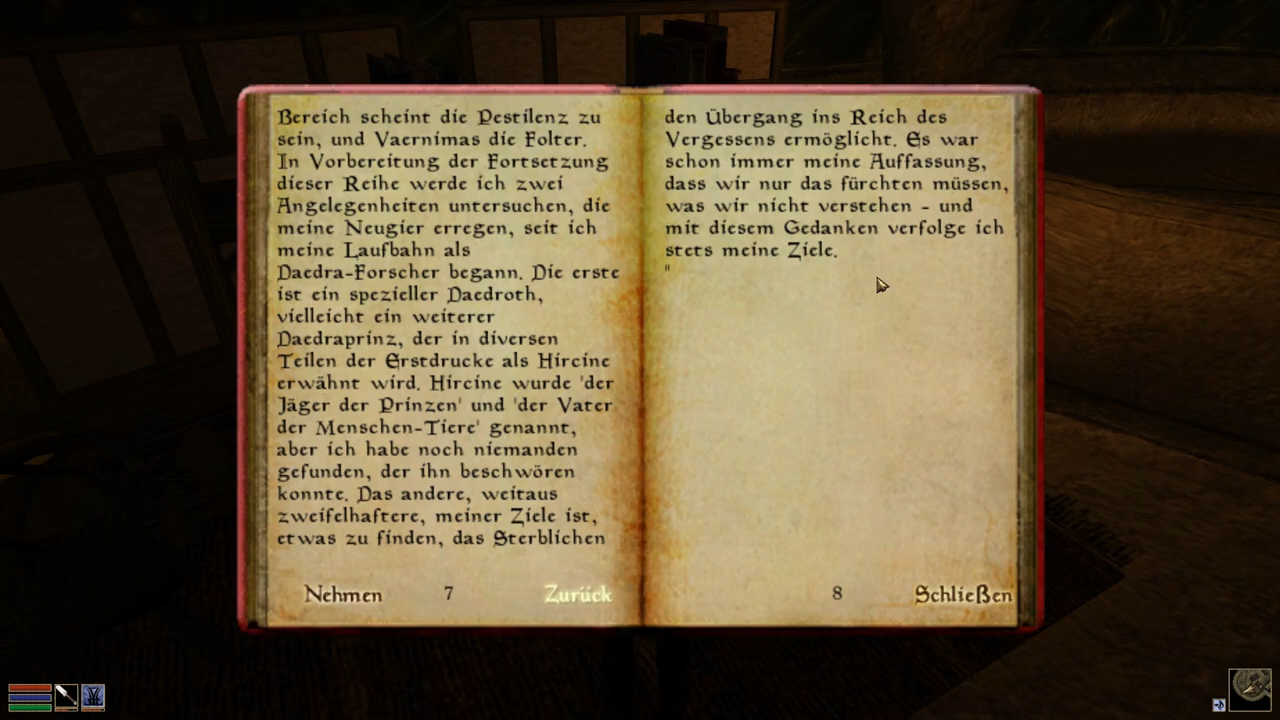 Bereich scheint die Pestilenz zu
sein, und Vaernimas die Folter.
In Vorbereitung der Fortsetzung
dieser Reihe werde ich zwei
Angelegenheiten untersuchen, die
meine Neugier erregen, seit ich
meine Laufbahn als
Daedra-Forscher begann. Die erste
ist ein spezieller Daedroth,
vielleicht ein weiterer
Daedraprinz, der in diversen
Teilen der Erstdrucke als Hircine
erwähnt wird. Hircine wurde 'der
Jäger der Prinzen' und 'der Vater
der Menschen-Tiere' genannt,
aber ich habe noch niemanden
gefunden, der ihn beschwören
konnte. Das andere, weitaus
zweifelhaftere, meiner Ziele ist,
etwas zu finden, das Sterblichen
Nehmen 7 Zurück
den Übergang ins Reich des
Vergessens ermöglicht. Es war
schon immer meine Auffassung,
dass wir nur das fürchten müssen,
was wir nicht verstehen - und
mit diesem Gedanken verfolge ich
stets meine Ziele.
"
8 Schließen